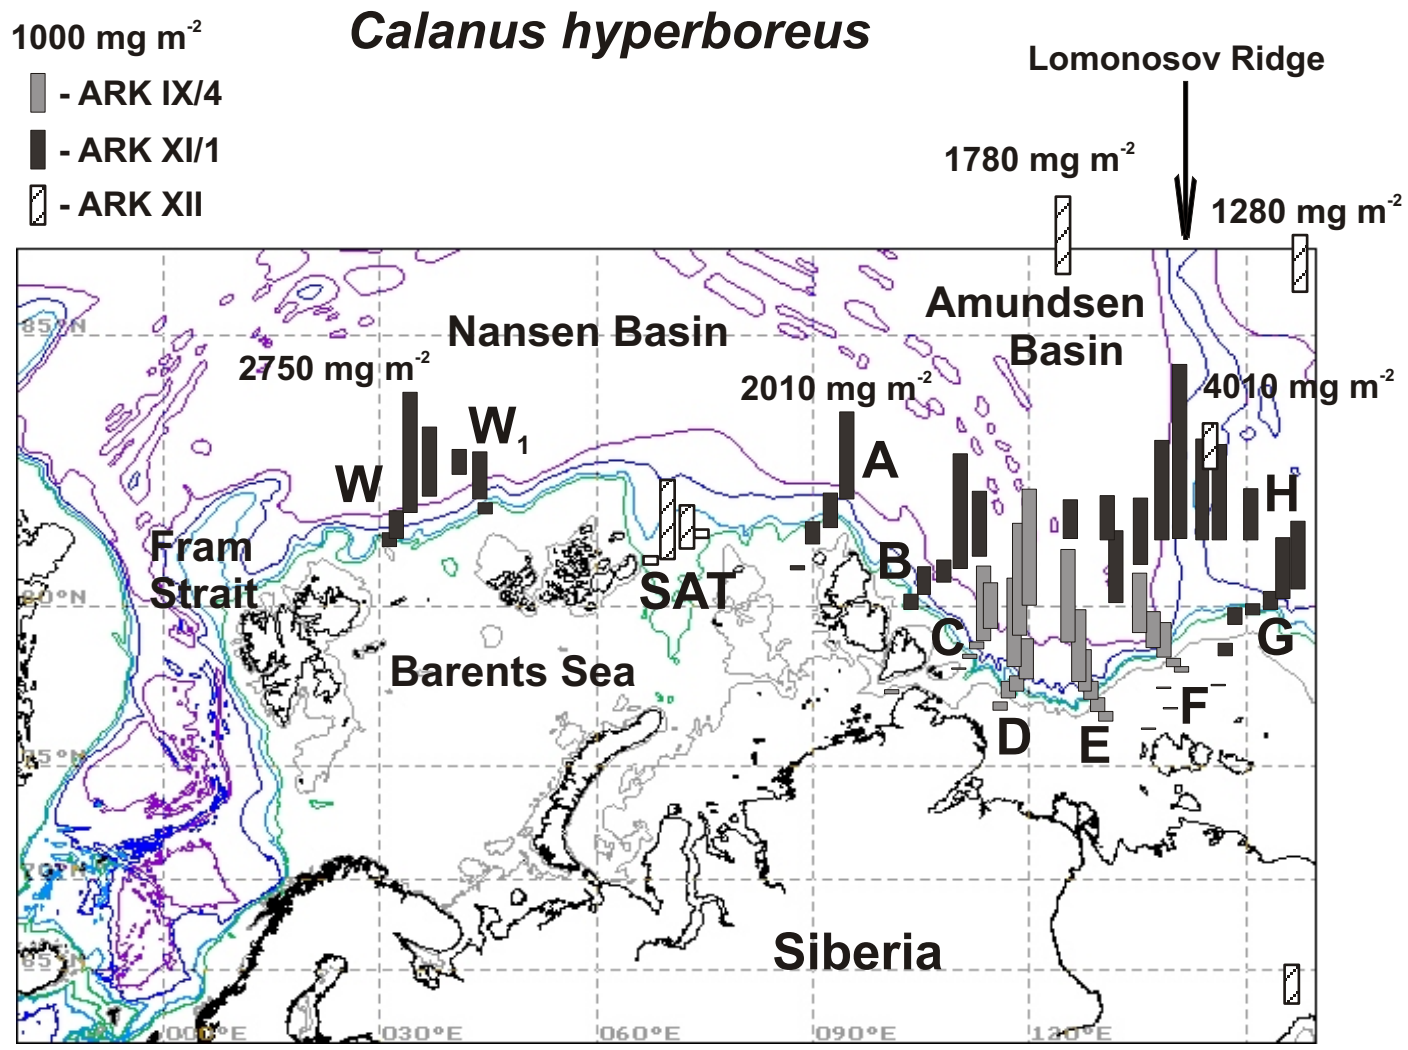 Calanus hyperboreus
1000 mg m-2
- ARK IX/4
- ARK XI/1
- ARK XII
Lomonosov Ridge
1780 mg m-2
1280 mg m-2
Amundsen
Basin
85°N
Nansen Basin
2750 mg m-2
2010 mg m-2
4010 mg m-2
W
W1
A
H
Fram
Strait
80°N
SAT
B
C
G
Barents Sea
D
E
F
75°N
70°N
Siberia
65°N
000°E
030°E
060°E
090°E
120°E